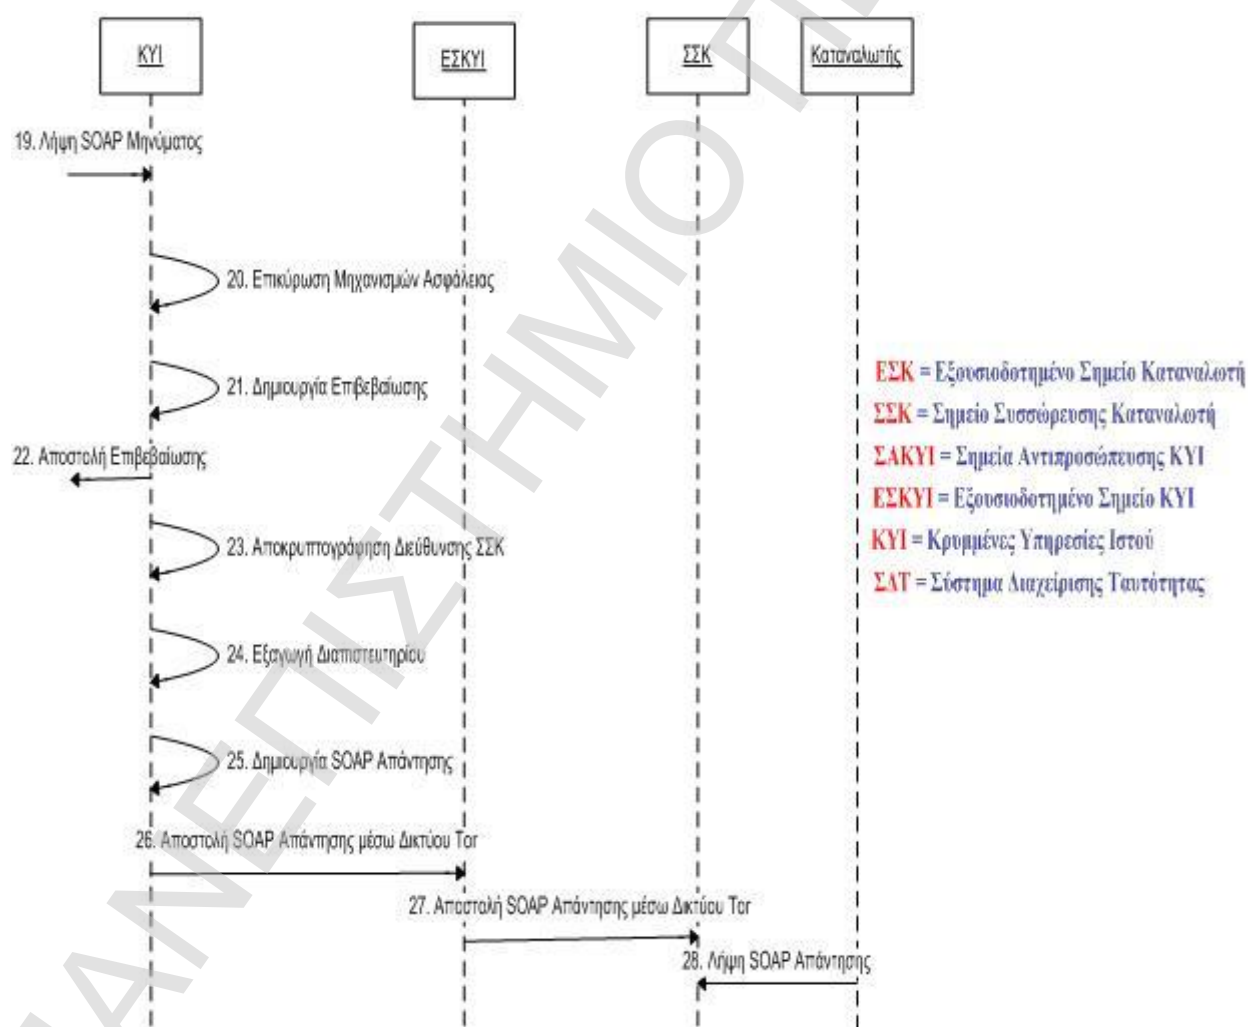 ΚΥΙ
ΕΣΚΥΙ
ΣΣΚ
Καταναλωτής
19. Λήψη SOAP Μηνύματος
20. Επικύρωση Μηχανισμών Ασφάλειας
21. Δημιουργία Επιβεβαίωσης
22. Αποστολή Επιβεβαίωσης
23. Αποκρυπτογράφηση Διεύθυνσης ΣΣΚ
24. Εξαγωγή Διαπιστευτηρίου
25. Δημιουργία SOAP Απάντησης
26. Αποστολή SOAP Απάντησης μέσω Δικτύου Tor
27. Αποστολή SOAP Απάντησης μέσω Δικτύου Tor
28. Λήψη SOAP Απάντησης
ΕΣΚ = Εξουσιοδοτημένο Σημείο Καταναλωτή
ΣΣΚ = Σημείο Συσσώρευσης Καταναλωτή
ΣΑΚΥΙ = Σημεία Αντιπροσώπευσης ΚΥΙ
ΕΣΚΥΙ = Εξουσιοδοτημένο Σημείο ΚΥΙ
ΚΥΙ = Κρυμμένες Υπηρεσίες Ιστού
ΣΔΤ = Σύστημα Διαχείρισης Ταυτότητας
ΑΝΕΠΙΣΤΗΜΙΟ Π